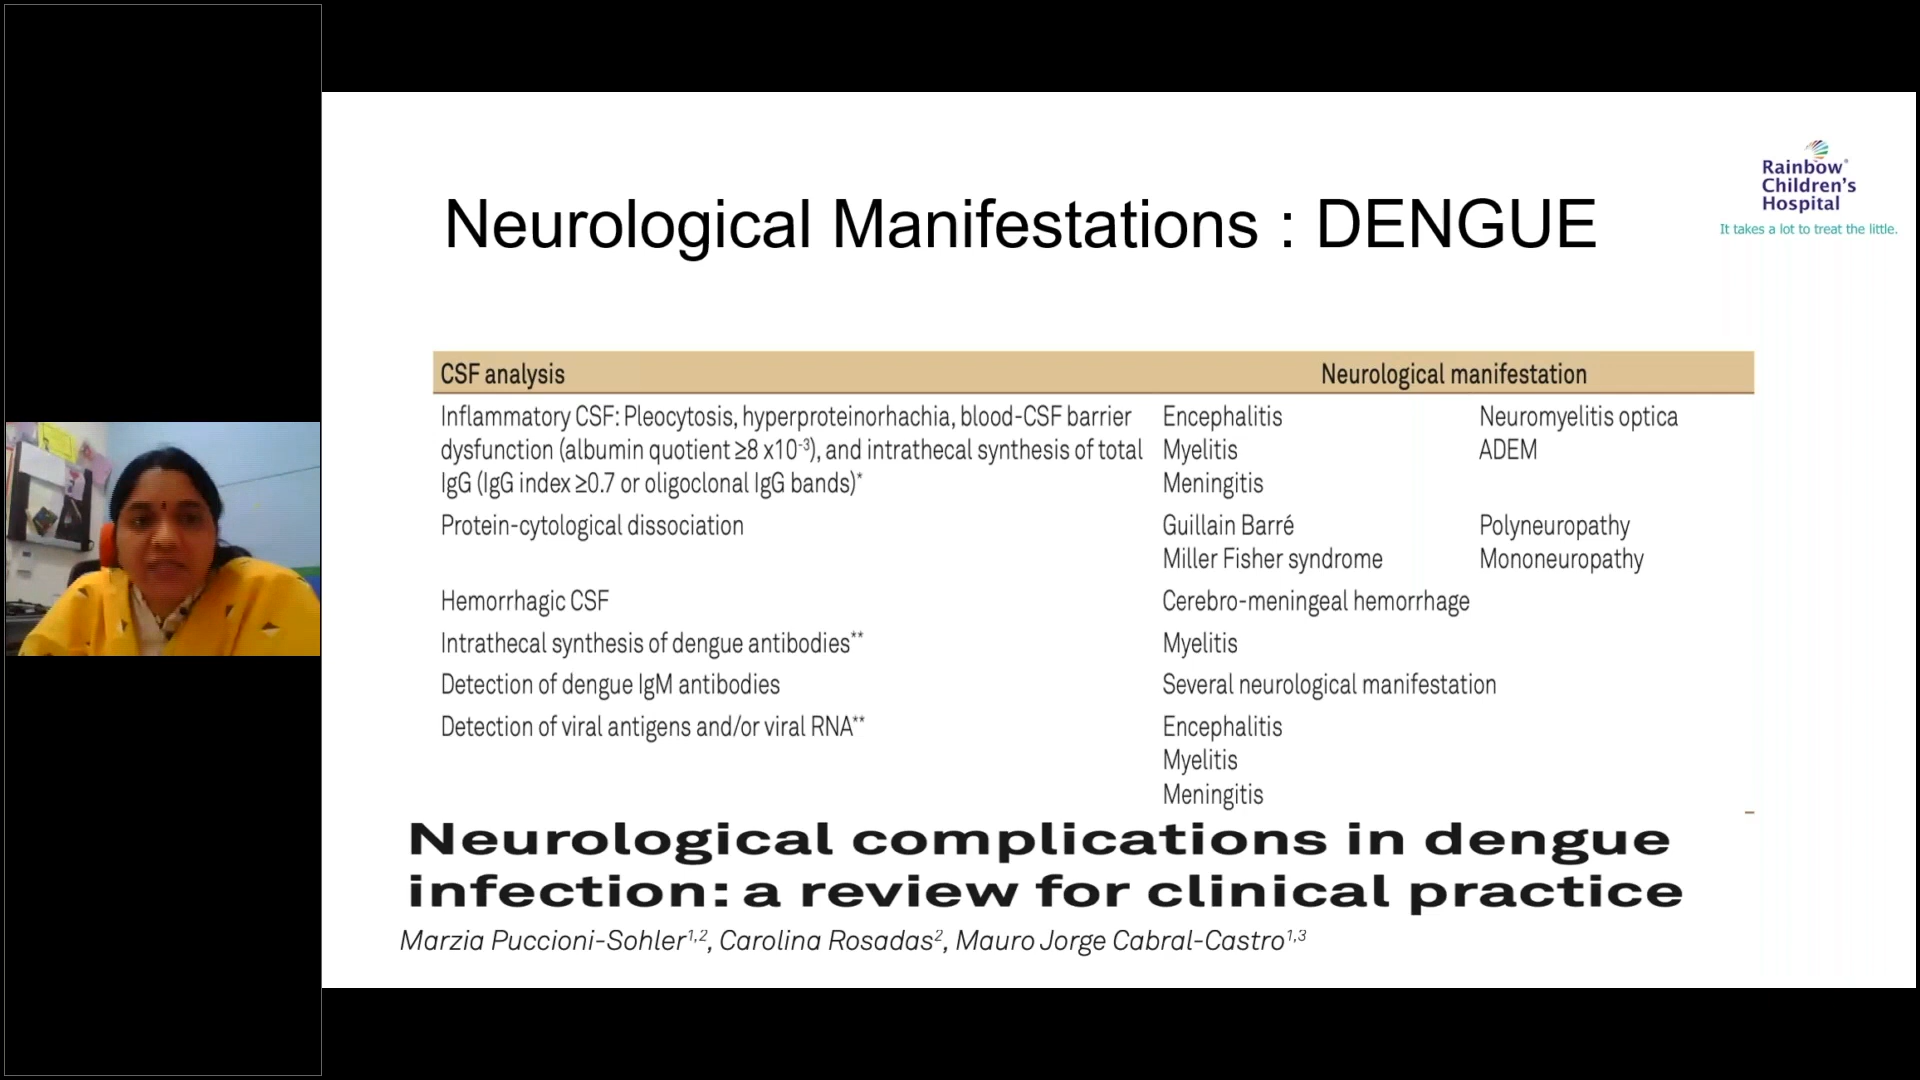 Rainbow®
Children's
Hospital
It takes a lot to treat the little.
Neurological Manifestations : DENGUE
CSF analysis Neurological manifestation
Inflammatory CSF: Pleocytosis, hyperproteinorhachia, blood-CSF barrier Encephalitis Neuromyelitis optica
dysfunction (albumin quotient ≥8 x10⁻³), and intrathecal synthesis of total Myelitis ADEM
IgG (IgG index ≥0.7 or oligoclonal IgG bands)* Meningitis
Protein-cytological dissociation Guillain Barré Polyneuropathy
Miller Fisher syndrome Mononeuropathy
Hemorrhagic CSF Cerebro-meningeal hemorrhage
Intrathecal synthesis of dengue antibodies** Myelitis
Detection of dengue IgM antibodies Several neurological manifestation
Detection of viral antigens and/or viral RNA** Encephalitis
Myelitis
Meningitis
Neurological complications in dengue
infection: a review for clinical practice
Marzia Puccioni-Sohler¹,², Carolina Rosadas², Mauro Jorge Cabral-Castro¹,³